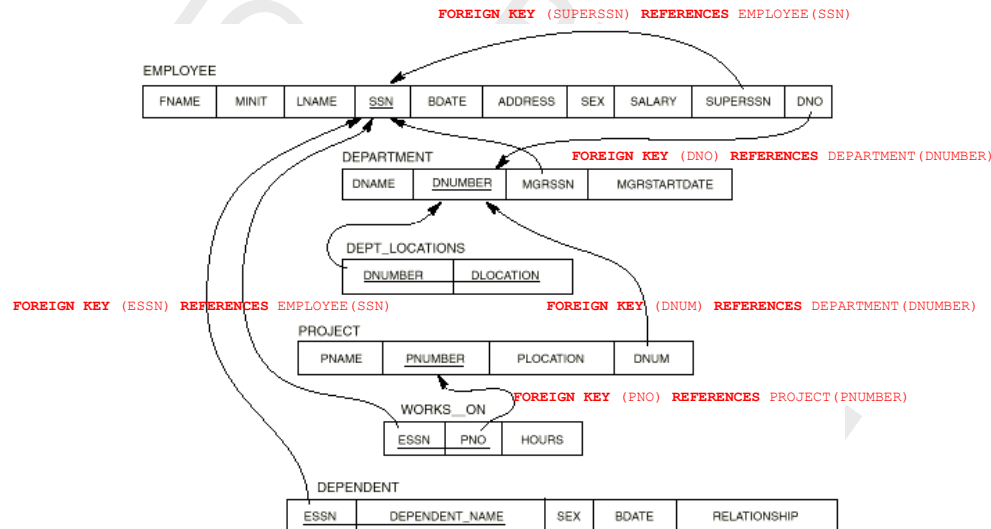 FOREIGN KEY (SUPERSSN) REFERENCES EMPLOYEE(SSN)
EMPLOYEE
FNAME MINIT LNAME SSN BDATE ADDRESS SEX SALARY SUPERSSN DNO
DEPARTMENT
FOREIGN KEY (DNO) REFERENCES DEPARTMENT(DNUMBER)
DNAME DNUMBER MGRSSN MGRSTARTDATE
DEPT_LOCATIONS
DNUMBER DLOCATION
FOREIGN KEY (ESSN) REFERENCES EMPLOYEE(SSN)
FOREIGN KEY (DNUM) REFERENCES DEPARTMENT(DNUMBER)
PROJECT
PNAME PNUMBER PLOCATION DNUM
FOREIGN KEY (PNO) REFERENCES PROJECT(PNUMBER)
WORKS_ON
ESSN PNO HOURS
DEPENDENT
ESSN DEPENDENT_NAME SEX BDATE RELATIONSHIP